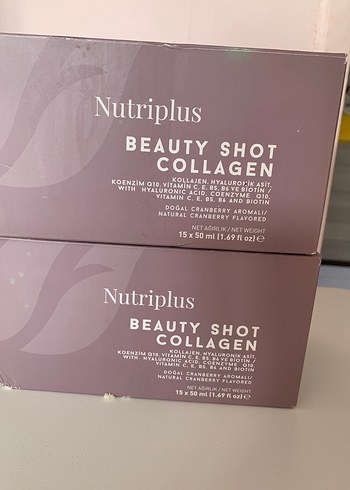 Nutriplus
BEAUTY SHOT
COLLAGEN
KOLLAJEN, HYALURONİK ASİT,
KOENZİM Q10, VITAMIN C, E, B5, B6 VE BİOTİN /
WITH HYALURONIC ACID, COENZYME Q10,
VITAMIN C, E, B5, B6 AND BIOTIN
DOĞAL CRANBERRY AROMALI/
NATURAL CRANBERRY FLAVORED
NET AĞIRLIK / NET WEIGHT
15 x 50 ml (1.69 fl oz) ℮
Nutriplus
BEAUTY SHOT
COLLAGEN
KOLLAJEN, HYALURONİK ASİT,
KOENZİM Q10, VITAMIN C, E, B5, B6 VE BİOTİN /
WITH HYALURONIC ACID, COENZYME Q10,
VITAMIN C, E, B5, B6 AND BIOTIN
DOĞAL CRANBERRY AROMALI/
NATURAL CRANBERRY FLAVORED
NET AĞIRLIK / NET WEIGHT
15 x 50 ml (1.69 fl oz) ℮